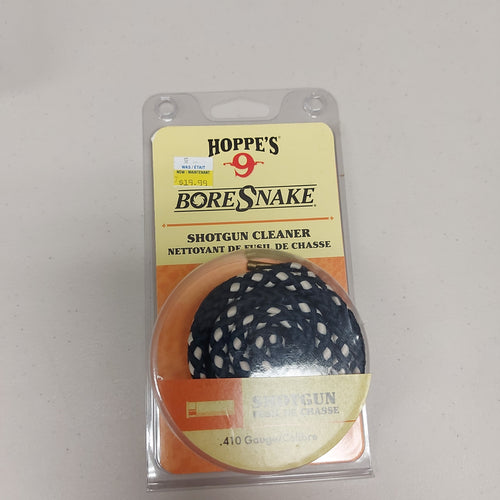 HOPPE'S
9
WAS / ÉTAIT
NOW - MAINTENANT
$19.99
BORESNAKE
SHOTGUN CLEANER
NETTOYANT DE FUSIL DE CHASSE
SHOTGUN
FUSIL DE CHASSE
.410 Gauge/Calibre